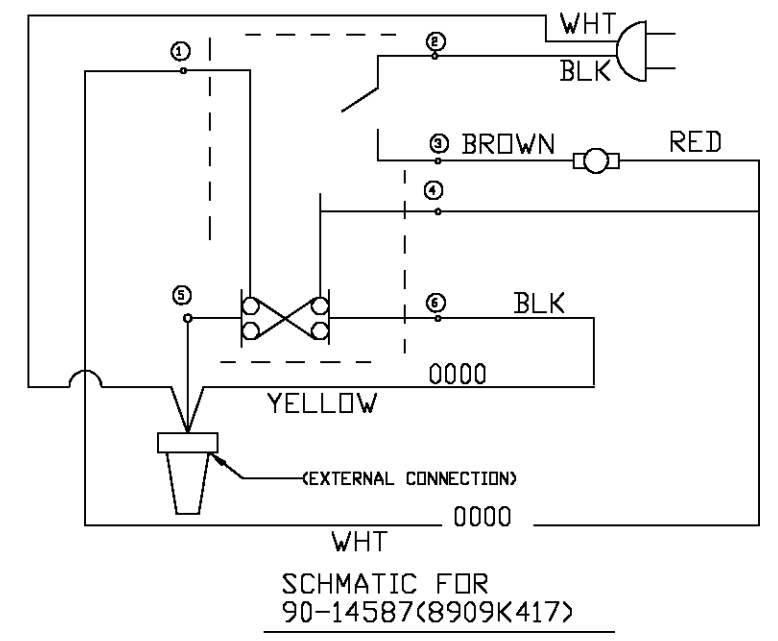 WHT
1
2
BLK
3 BROWN
RED
4
5
6
BLK
0000
YELLOW
(EXTERNAL CONNECTION)
0000
WHT
SCHMATIC FOR
90-14587(8909K417)